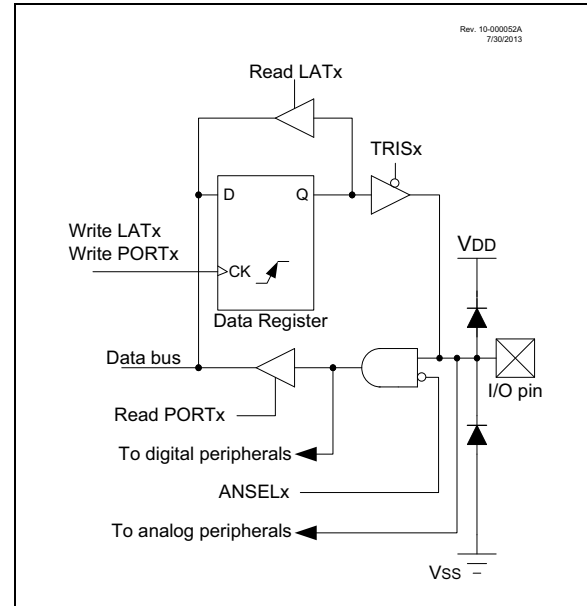 Rev. 10-000052A
7/30/2013
Read LATx
TRISx
D
Q
Write LATx
Write PORTx
CK
VDD
Data Register
Data bus
I/O pin
Read PORTx
To digital peripherals
ANSELx
To analog peripherals
VSS